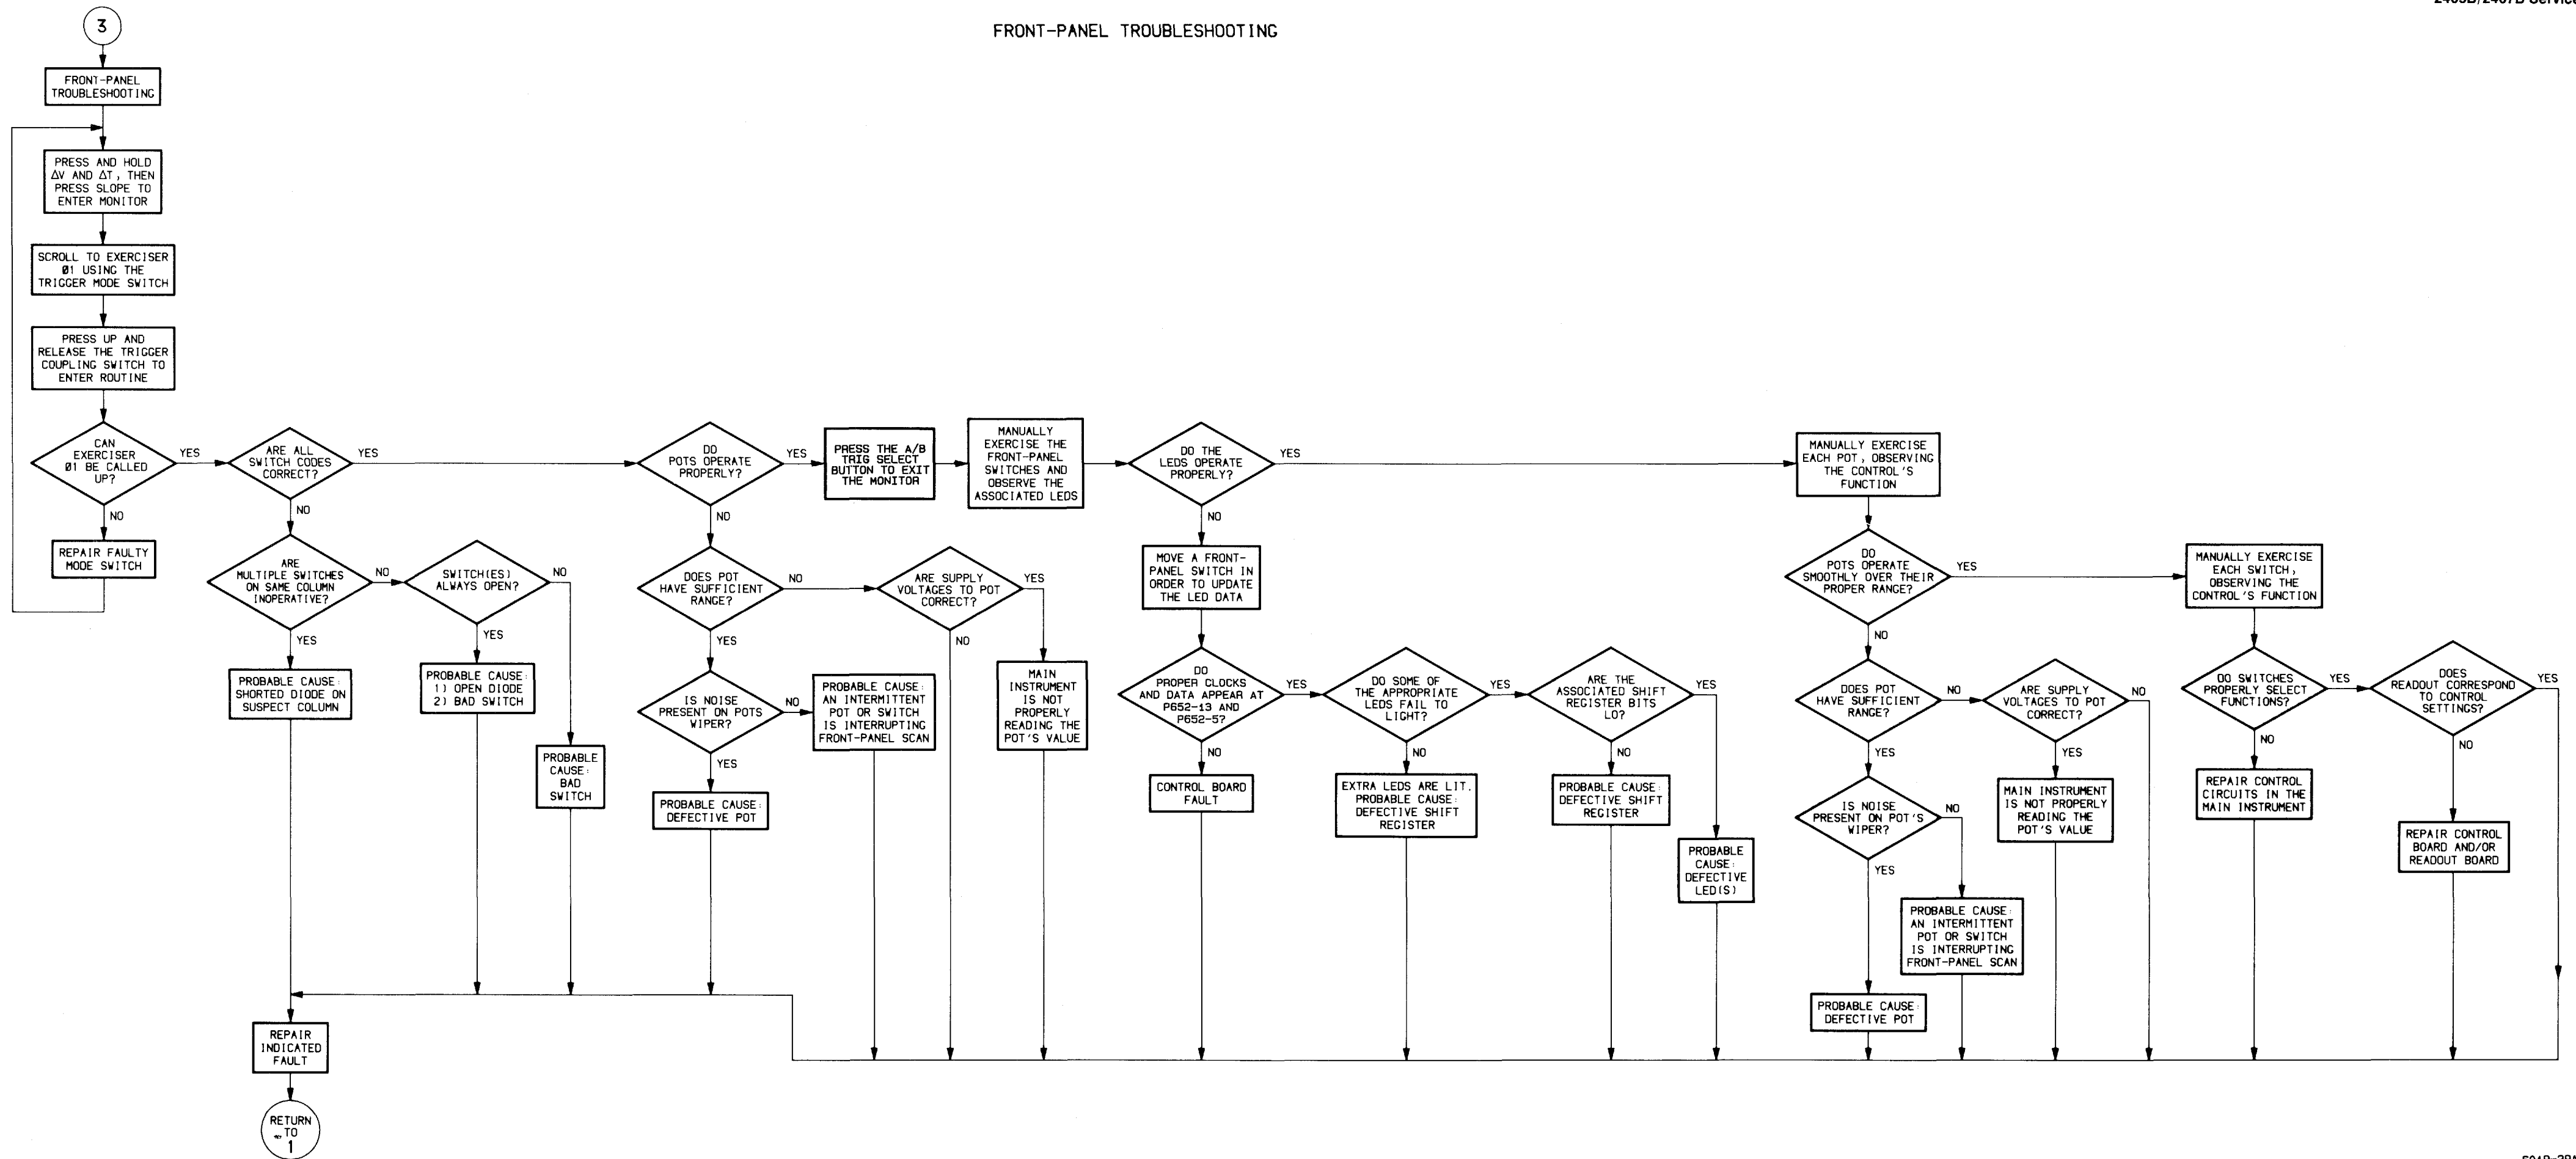 2465B/2467B Service
FRONT-PANEL TROUBLESHOOTING
3
FRONT-PANEL
TROUBLESHOOTING
PRESS AND HOLD
ΔV AND ΔT, THEN
PRESS SLOPE TO
ENTER MONITOR
SCROLL TO EXERCISER
Ø1 USING THE
TRIGGER MODE SWITCH
PRESS UP AND
RELEASE THE TRIGGER
COUPLING SWITCH TO
ENTER ROUTINE
CAN
EXERCISER
Ø1 BE CALLED
UP?
YES
NO
REPAIR FAULTY
MODE SWITCH
ARE ALL
SWITCH CODES
CORRECT?
YES
NO
ARE
MULTIPLE SWITCHES
ON SAME COLUMN
INOPERATIVE?
NO
YES
PROBABLE CAUSE:
SHORTED DIODE ON
SUSPECT COLUMN
SWITCH(ES)
ALWAYS OPEN?
NO
YES
PROBABLE CAUSE:
1) OPEN DIODE
2) BAD SWITCH
PROBABLE
CAUSE:
BAD
SWITCH
DO
POTS OPERATE
PROPERLY?
YES
NO
DOES POT
HAVE SUFFICIENT
RANGE?
NO
YES
IS NOISE
PRESENT ON POTS
WIPER?
NO
YES
PROBABLE CAUSE:
DEFECTIVE POT
PROBABLE CAUSE:
AN INTERMITTENT
POT OR SWITCH
IS INTERRUPTING
FRONT-PANEL SCAN
ARE SUPPLY
VOLTAGES TO POT
CORRECT?
YES
NO
MAIN
INSTRUMENT
IS NOT
PROPERLY
READING THE
POT'S VALUE
PRESS THE A/B
TRIG SELECT
BUTTON TO EXIT
THE MONITOR
MANUALLY
EXERCISE THE
FRONT-PANEL
SWITCHES AND
OBSERVE THE
ASSOCIATED LEDS
DO THE
LEDS OPERATE
PROPERLY?
YES
NO
MOVE A FRONT-
PANEL SWITCH IN
ORDER TO UPDATE
THE LED DATA
DO
PROPER CLOCKS
AND DATA APPEAR AT
P652-13 AND
P652-5?
YES
NO
CONTROL BOARD
FAULT
DO SOME OF
THE APPROPRIATE
LEDS FAIL TO
LIGHT?
YES
NO
EXTRA LEDS ARE LIT.
PROBABLE CAUSE:
DEFECTIVE SHIFT
REGISTER
ARE THE
ASSOCIATED SHIFT
REGISTER BITS
LO?
YES
NO
PROBABLE CAUSE:
DEFECTIVE SHIFT
REGISTER
PROBABLE
CAUSE:
DEFECTIVE
LED(S)
MANUALLY EXERCISE
EACH POT, OBSERVING
THE CONTROL'S
FUNCTION
DO
POTS OPERATE
SMOOTHLY OVER THEIR
PROPER RANGE?
YES
NO
DOES POT
HAVE SUFFICIENT
RANGE?
NO
YES
IS NOISE
PRESENT ON POT'S
WIPER?
NO
YES
PROBABLE CAUSE:
DEFECTIVE POT
PROBABLE CAUSE:
AN INTERMITTENT
POT OR SWITCH
IS INTERRUPTING
FRONT-PANEL SCAN
ARE SUPPLY
VOLTAGES TO POT
CORRECT?
NO
YES
MAIN INSTRUMENT
IS NOT PROPERLY
READING THE
POT'S VALUE
MANUALLY EXERCISE
EACH SWITCH,
OBSERVING THE
CONTROL'S FUNCTION
DO SWITCHES
PROPERLY SELECT
FUNCTIONS?
YES
NO
REPAIR CONTROL
CIRCUITS IN THE
MAIN INSTRUMENT
DOES
READOUT CORRESPOND
TO CONTROL
SETTINGS?
YES
NO
REPAIR CONTROL
BOARD AND/OR
READOUT BOARD
REPAIR
INDICATED
FAULT
RETURN
TO
1